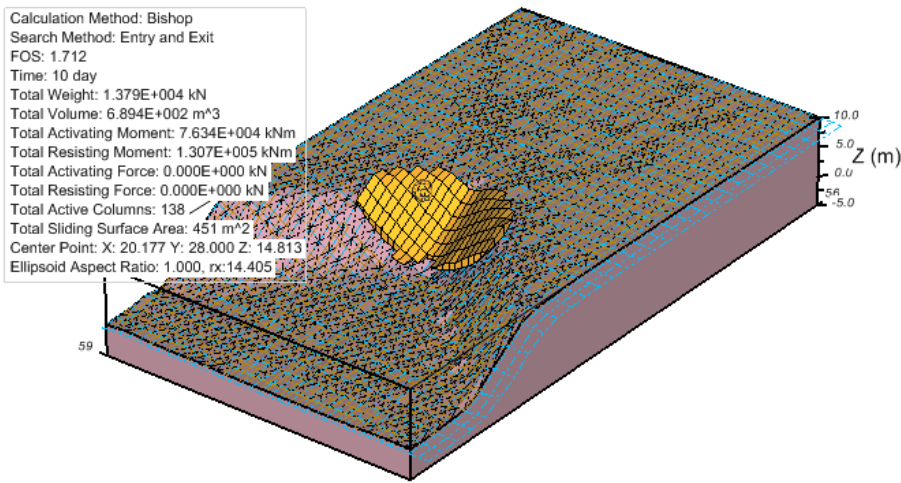 Calculation Method: Bishop
Search Method: Entry and Exit
FOS: 1.712
Time: 10 day
Total Weight: 1.379E+004 kN
Total Volume: 6.894E+002 m^3
Total Activating Moment: 7.634E+004 kNm
Total Resisting Moment: 1.307E+005 kNm
Total Activating Force: 0.000E+000 kN
Total Resisting Force: 0.000E+000 kN
Total Active Columns: 138
Total Sliding Surface Area: 451 m^2
Center Point: X: 20.177 Y: 28.000 Z: 14.813
Ellipsoid Aspect Ratio: 1.000, rx:14.405
10.0
5.0
Z (m)
0.0
56
-5.0
59